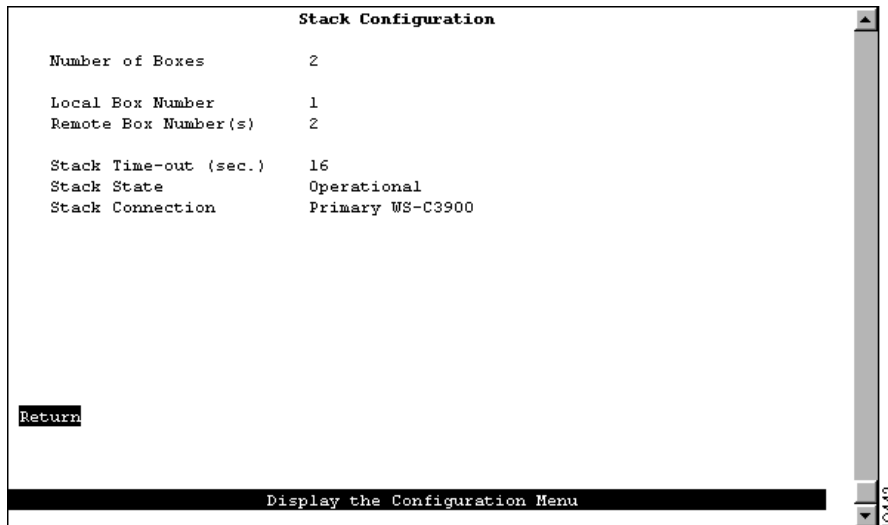 Stack Configuration
Number of Boxes 2
Local Box Number 1
Remote Box Number(s) 2
Stack Time-out (sec.) 16
Stack State Operational
Stack Connection Primary WS-C3900
Return
Display the Configuration Menu